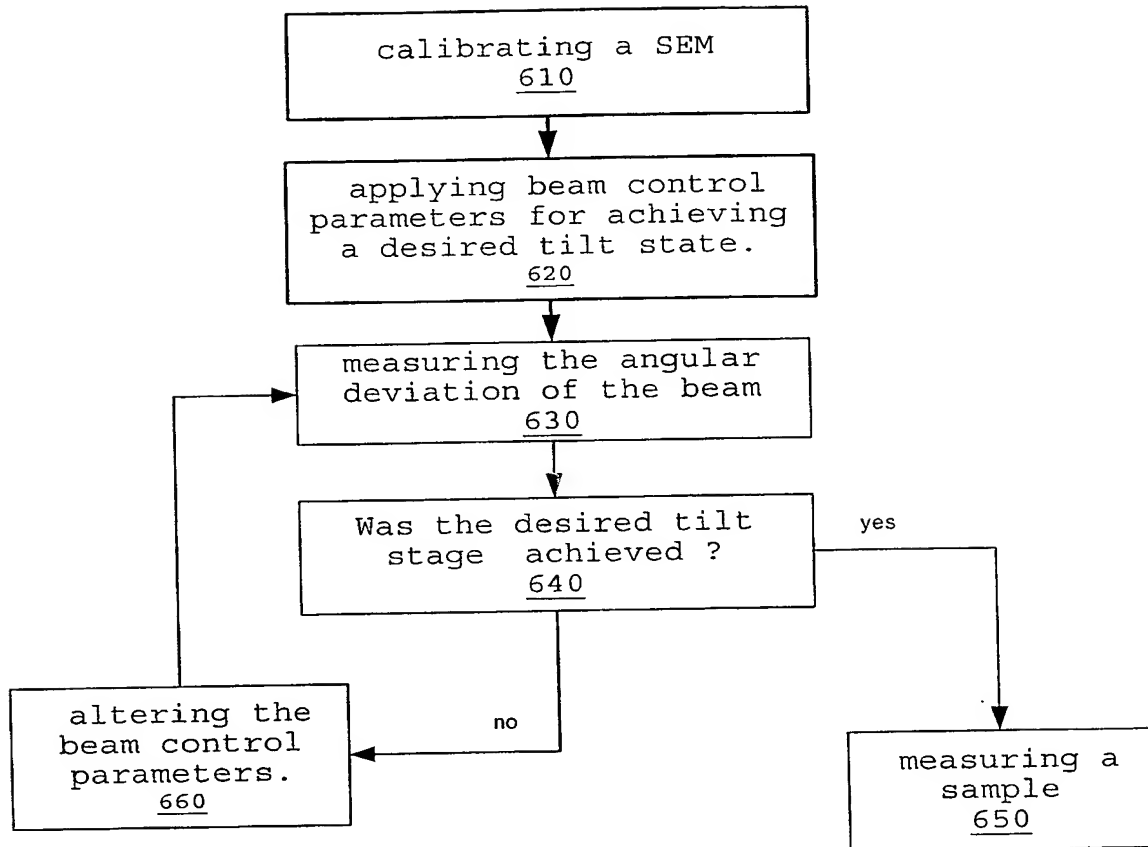 calibrating a SEM
610
applying beam control
parameters for achieving
a desired tilt state.
620
measuring the angular
deviation of the beam
630
Was the desired tilt
stage achieved ?
640
yes
no
altering the
beam control
parameters.
660
measuring a
sample
650